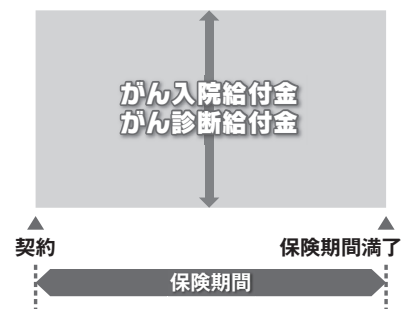 がん入院給付金
がん診断給付金
契約
保険期間満了
保険期間